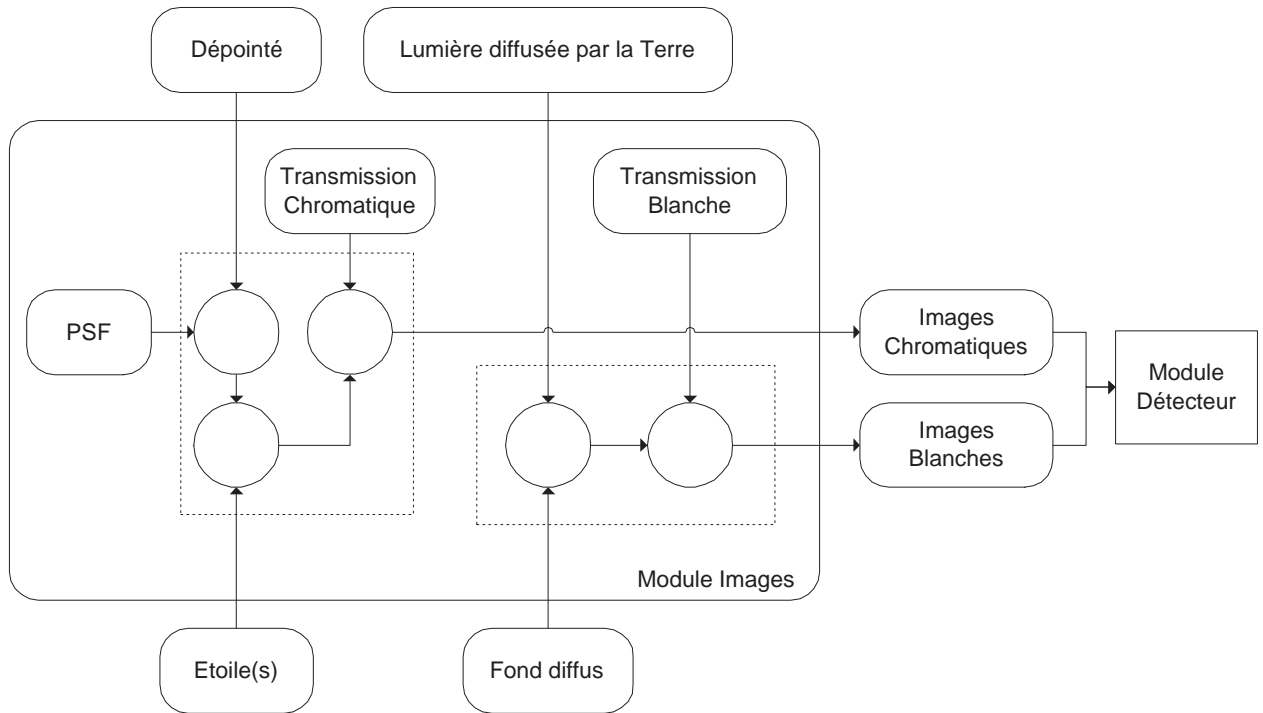 Dépointé
Lumière diffusée par la Terre
Transmission
Chromatique
Transmission
Blanche
PSF
Images
Chromatiques
Module
Détecteur
Images
Blanches
Module Images
Etoile(s)
Fond diffus